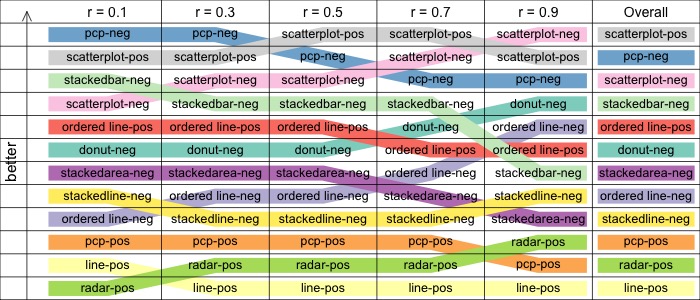 r = 0.1 r = 0.3 r = 0.5 r = 0.7 r = 0.9 Overall
pcp-neg pcp-neg scatterplot-pos scatterplot-pos scatterplot-neg scatterplot-pos
scatterplot-pos scatterplot-pos pcp-neg scatterplot-neg scatterplot-pos pcp-neg
stackedbar-neg scatterplot-neg scatterplot-neg pcp-neg pcp-neg scatterplot-neg
scatterplot-neg stackedbar-neg stackedbar-neg stackedbar-neg donut-neg stackedbar-neg
ordered line-pos ordered line-pos ordered line-pos donut-neg ordered line-neg ordered line-pos
donut-neg donut-neg donut-neg ordered line-pos ordered line-pos donut-neg
stackedarea-neg stackedarea-neg stackedarea-neg ordered line-neg stackedbar-neg stackedarea-neg
stackedline-neg ordered line-neg ordered line-neg stackedarea-neg stackedline-neg ordered line-neg
ordered line-neg stackedline-neg stackedline-neg stackedline-neg stackedarea-neg stackedline-neg
pcp-pos pcp-pos pcp-pos pcp-pos radar-pos pcp-pos
line-pos radar-pos radar-pos radar-pos pcp-pos radar-pos
radar-pos line-pos line-pos line-pos line-pos line-pos
better